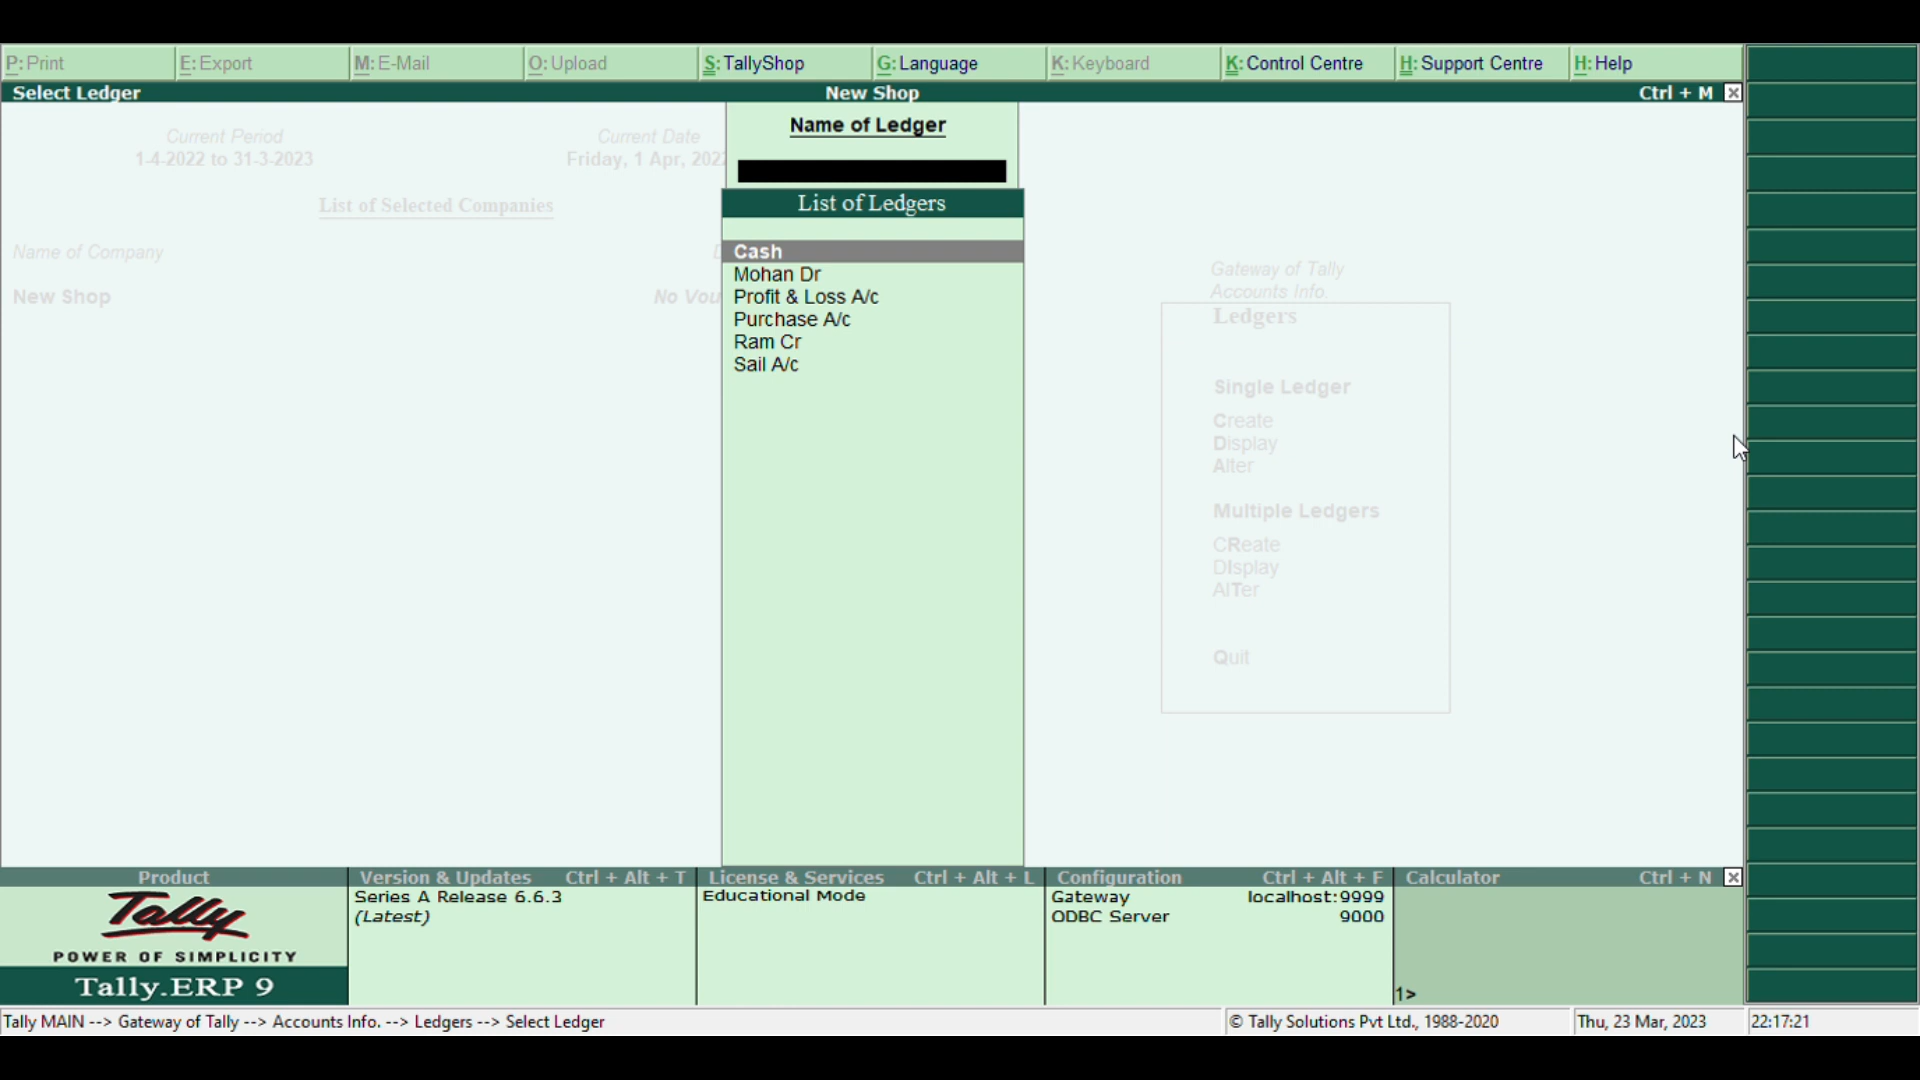 P: Print
E: Export
M: E-Mail
O: Upload
S: TallyShop
G: Language
K: Keyboard
K: Control Centre
H: Support Centre
H: Help
Select Ledger
New Shop
Ctrl + M
Current Period
1-4-2022 to 31-3-2023
Current Date
Friday, 1 Apr, 2022
List of Selected Companies
Name of Company
New Shop
No Vou
Name of Ledger
List of Ledgers
Cash
Mohan Dr
Profit & Loss A/c
Purchase A/c
Ram Cr
Sail A/c
Gateway of Tally
Accounts Info.
Ledgers
Single Ledger
Create
Display
Alter
Multiple Ledgers
CReate
DIsplay
AlTer
Quit
Product
Tally
POWER OF SIMPLICITY
Tally.ERP 9
Version & Updates Ctrl + Alt + T
Series A Release 6.6.3
(Latest)
License & Services Ctrl + Alt + L
Educational Mode
Configuration Ctrl + Alt + F
Gateway localhost:9999
ODBC Server 9000
Calculator Ctrl + N
1>
Tally MAIN --> Gateway of Tally --> Accounts Info. --> Ledgers --> Select Ledger
© Tally Solutions Pvt Ltd., 1988-2020
Thu, 23 Mar, 2023
22:17:21